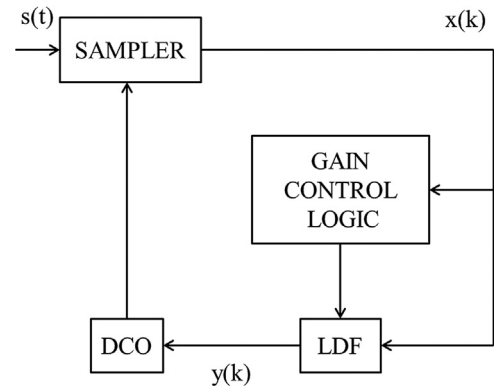 s(t)
x(k)
SAMPLER
GAIN
CONTROL
LOGIC
DCO
LDF
y(k)